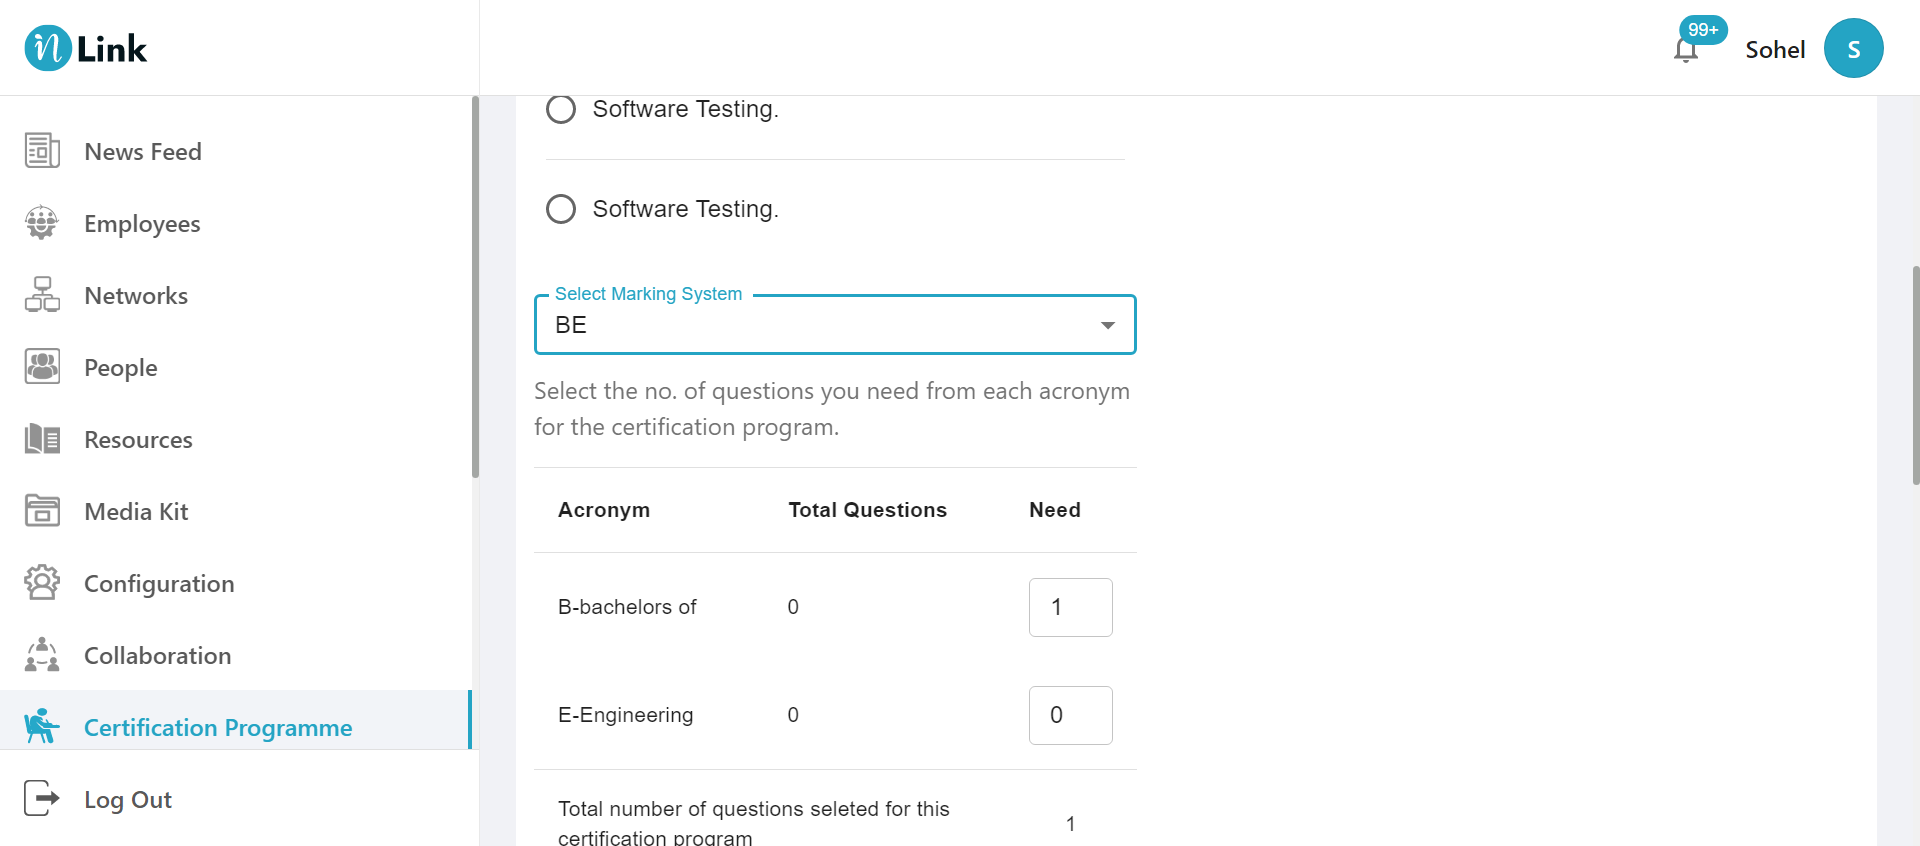 n Link
99+
Sohel
S
News Feed
Employees
Networks
People
Resources
Media Kit
Configuration
Collaboration
Certification Programme
Log Out
Software Testing.
Software Testing.
Select Marking System
BE
Select the no. of questions you need from each acronym
for the certification program.
Acronym Total Questions Need
B-bachelors of 0 1
E-Engineering 0 0
Total number of questions seleted for this
certification program 1